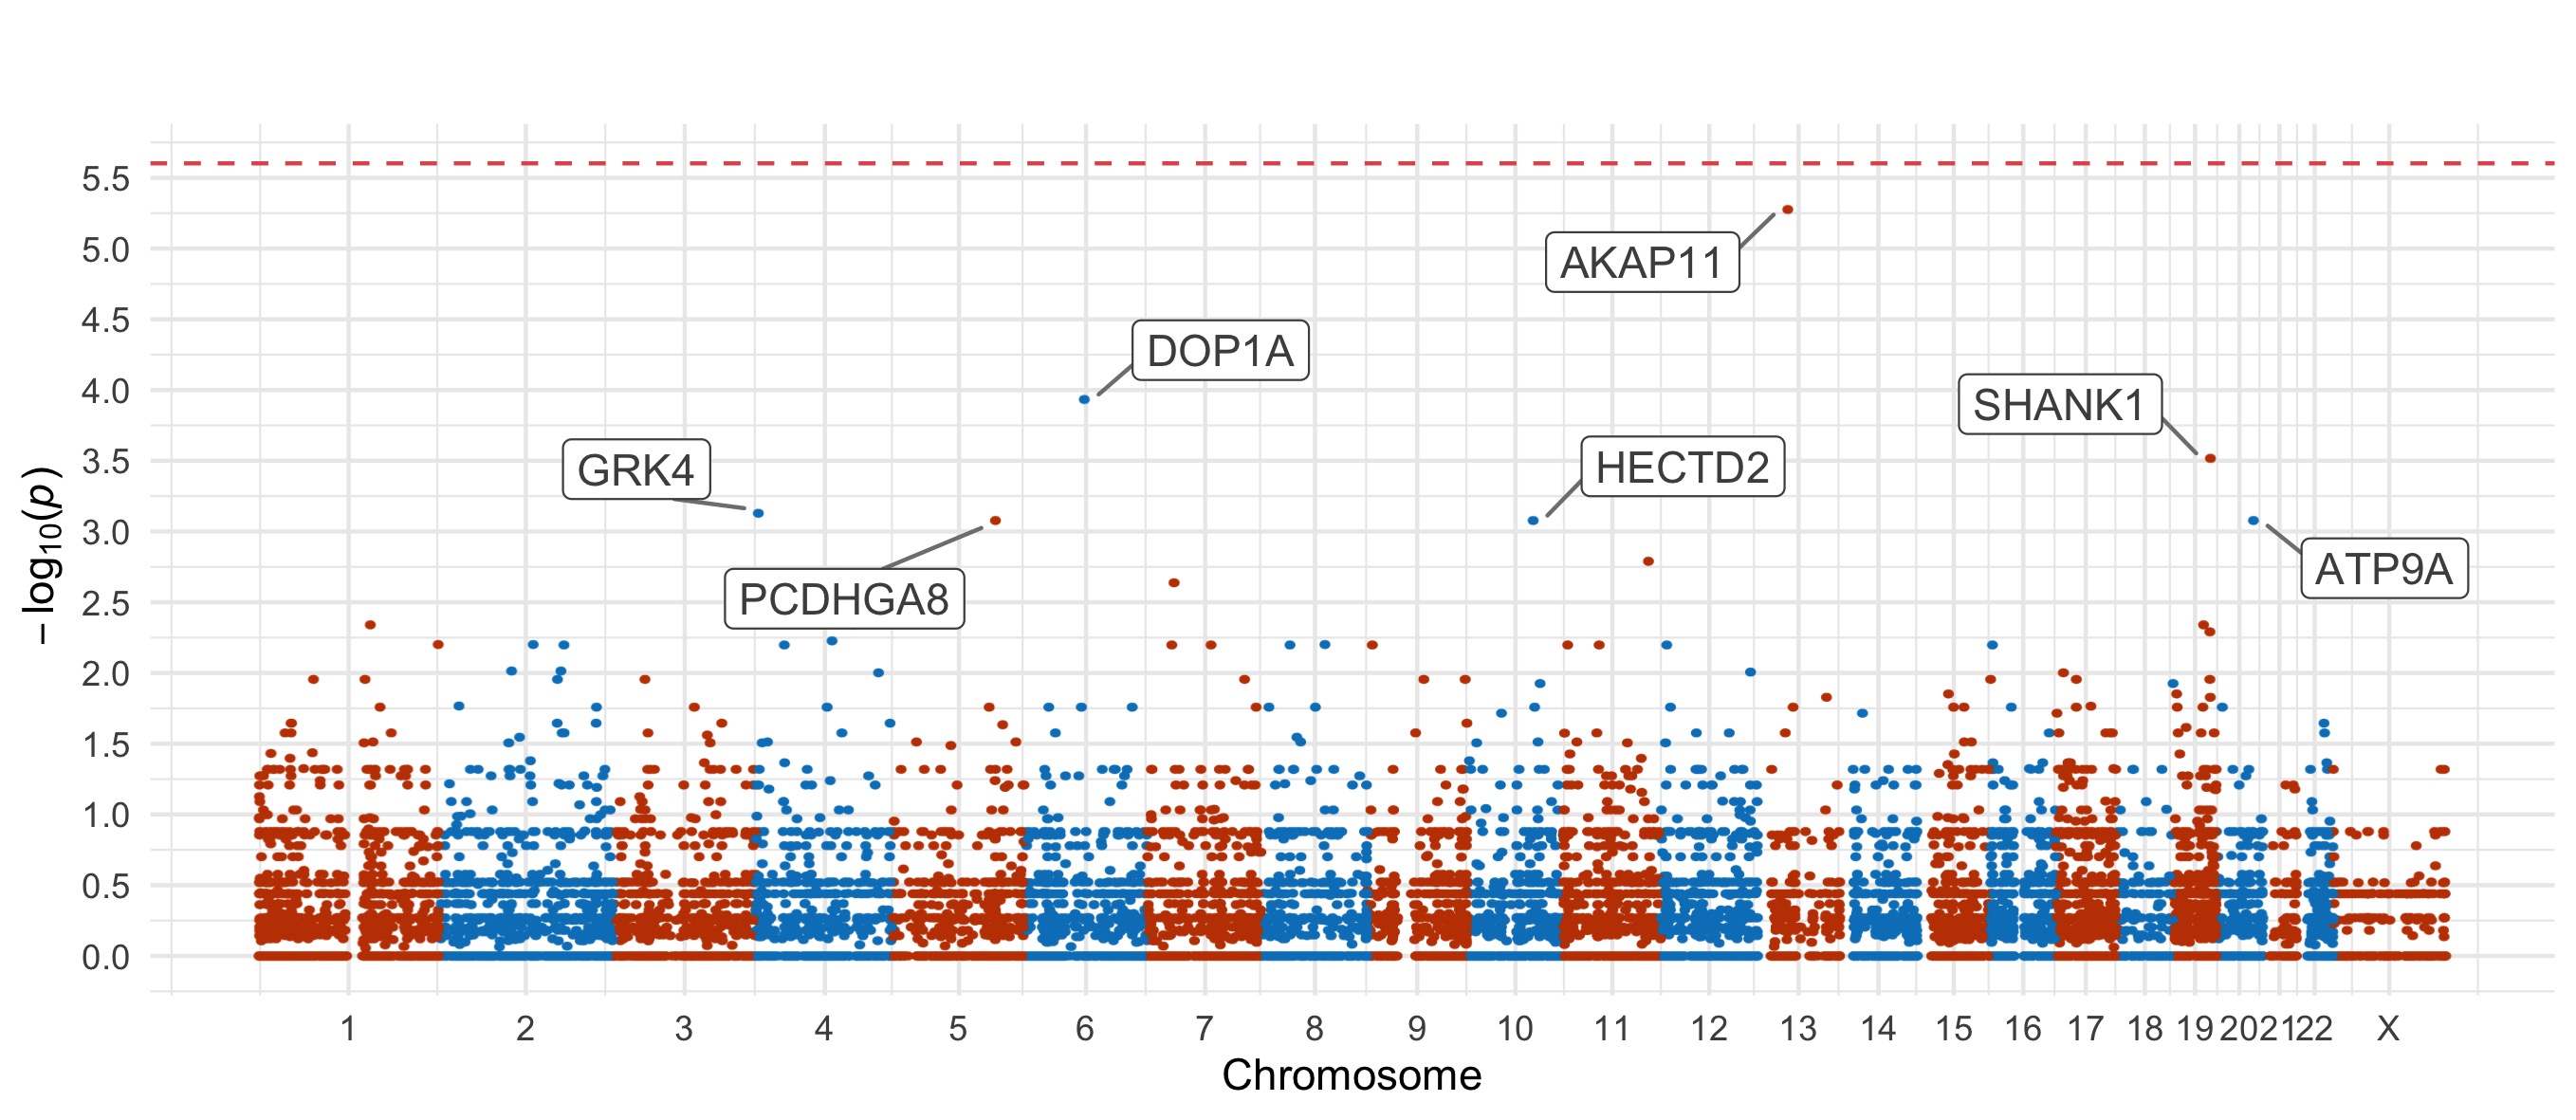 5.5
5.0
4.5
4.0
3.5
3.0
2.5
2.0
1.5
1.0
0.5
0.0
−log10(p)
AKAP11
DOP1A
SHANK1
GRK4
HECTD2
ATP9A
PCDHGA8
1 2 3 4 5 6 7 8 9 10 11 12 13 14 15 16 17 18 19 20 21 22 X
Chromosome